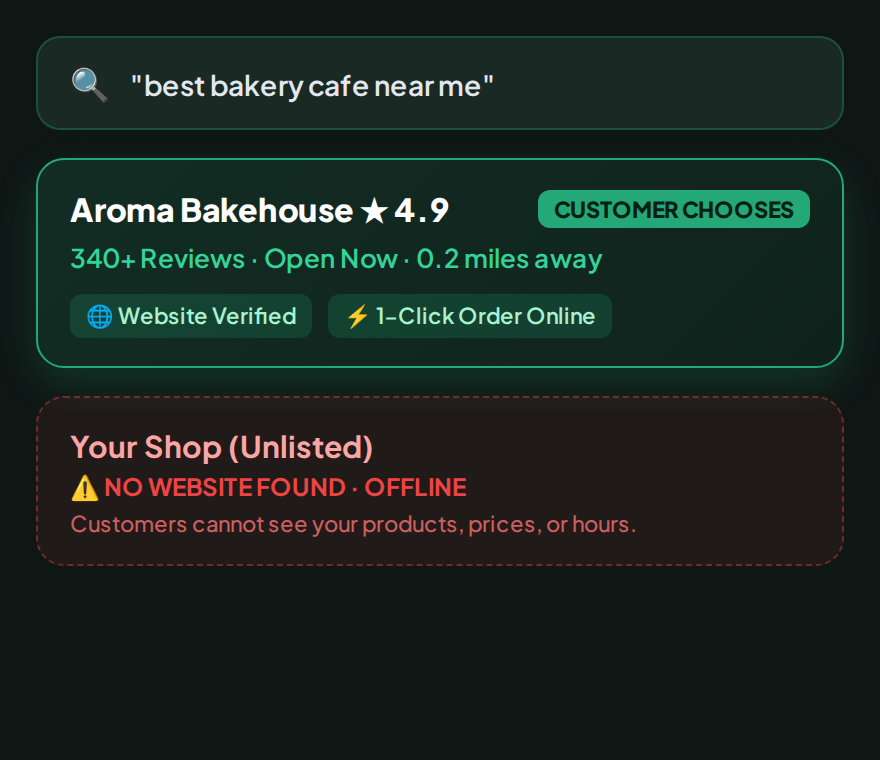 🔍 "best bakery cafe near me"
Aroma Bakehouse ★ 4.9
CUSTOMER CHOOSES
340+ Reviews · Open Now · 0.2 miles away
🌐 Website Verified
⚡ 1-Click Order Online
Your Shop (Unlisted)
⚠️ NO WEBSITE FOUND · OFFLINE
Customers cannot see your products, prices, or hours.